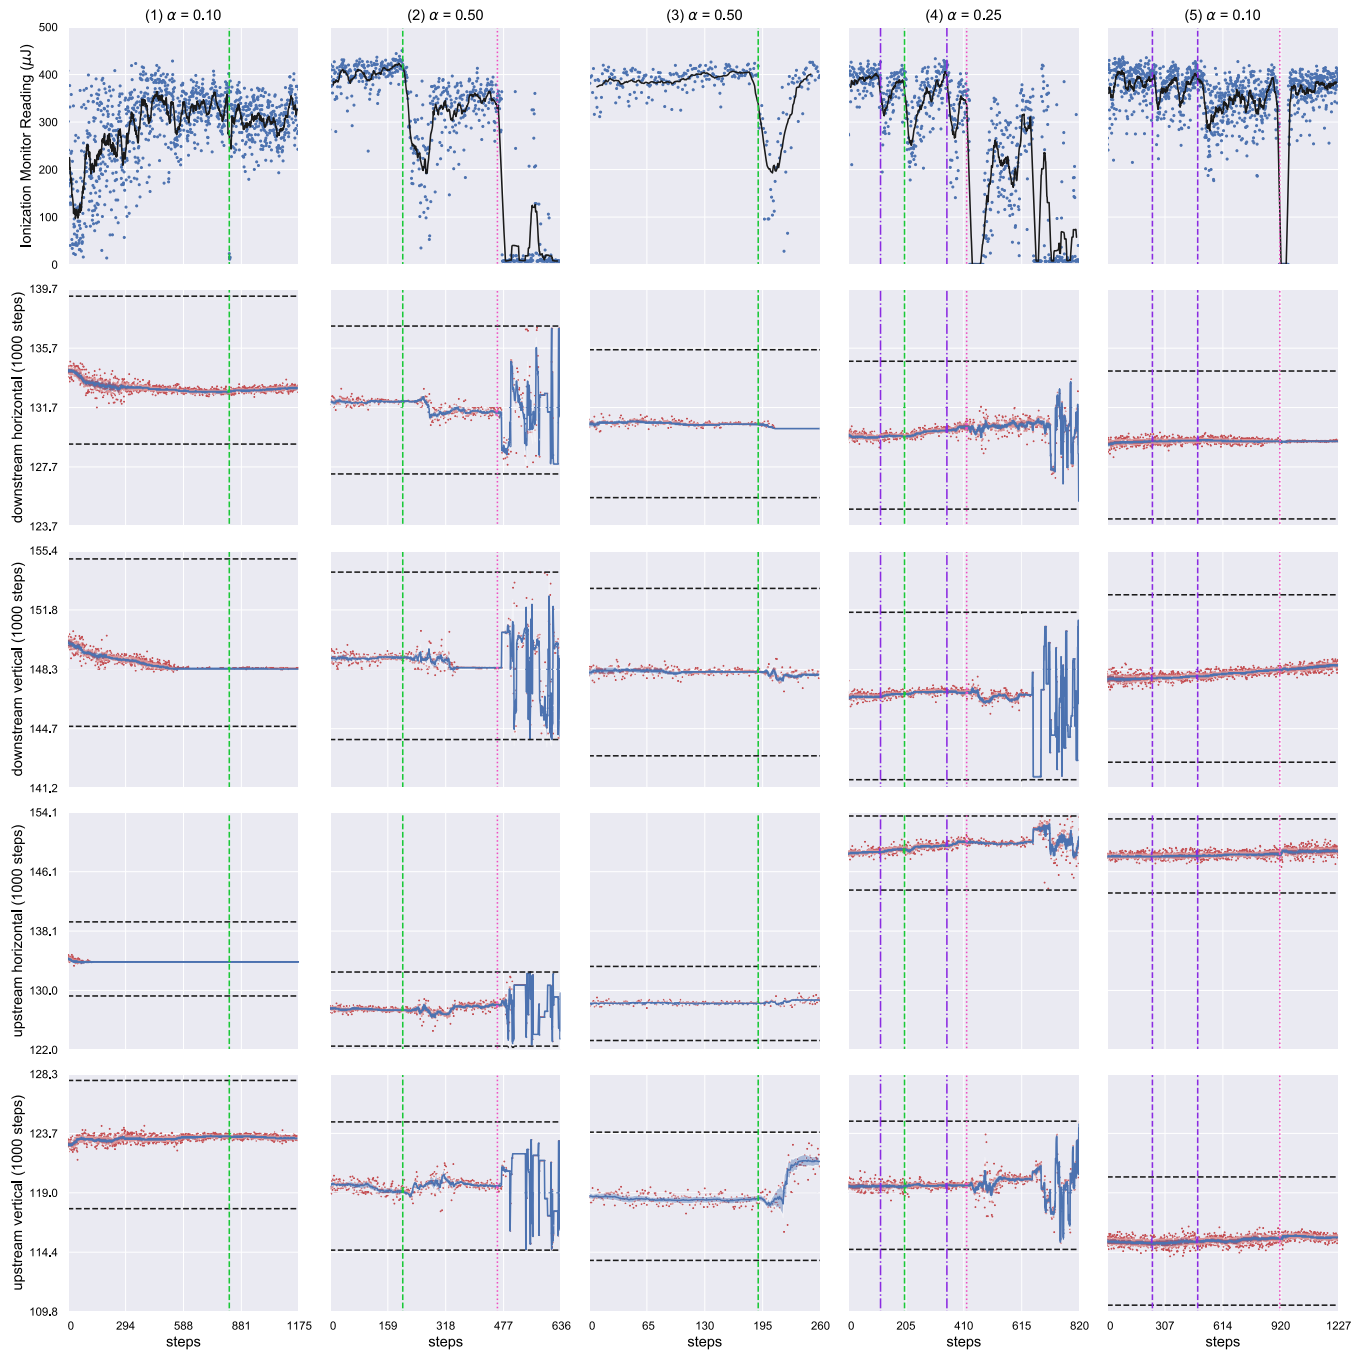 (1) α = 0.10
(2) α = 0.50
(3) α = 0.50
(4) α = 0.25
(5) α = 0.10
Ionization Monitor Reading (μJ)
500
400
300
200
100
0
downstream horizontal (1000 steps)
139,7
135,7
131,7
127,7
123,7
downstream vertical (1000 steps)
155,4
151,8
148,3
144,7
141,2
upstream horizontal (1000 steps)
154,1
146,1
138,1
130,0
122,0
upstream vertical (1000 steps)
128,3
123,7
119,0
114,4
109,8
0 294 588 881 1175
0 159 318 477 636
0 65 130 195 260
0 205 410 615 820
0 307 614 920 1227
steps steps steps steps steps